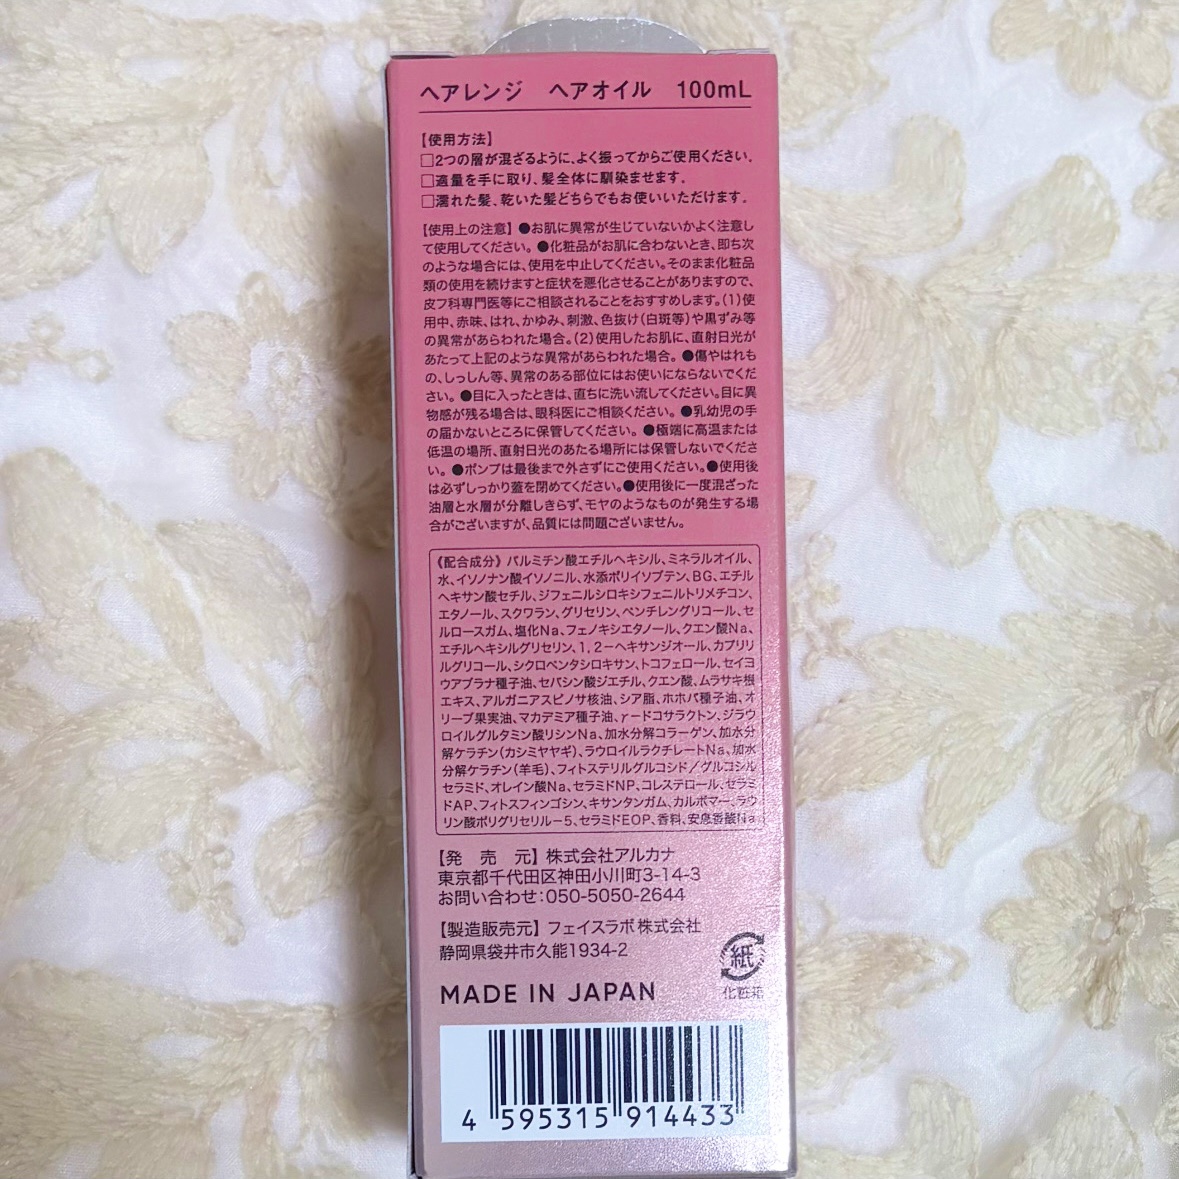 ヘアレンジ　ヘアオイル　100mL
【使用方法】
□2つの層が混ざるように、よく振ってからご使用ください。
□適量を手に取り、髪全体に馴染ませます。
□濡れた髪、乾いた髪どちらでもお使いいただけます。
【使用上の注意】●お肌に異常が生じていないかよく注意し
て使用してください。●化粧品がお肌に合わないとき、即ち次
のような場合には、使用を中止してください。そのまま化粧品
類の使用を続けますと症状を悪化させることがありますので、
皮フ科専門医等にご相談されることをおすすめします。（1）使
用中、赤味、はれ、かゆみ、刺激、色抜け（白斑等）や黒ずみ等
の異常があらわれた場合。（2）使用したお肌に、直射日光が
あたって上記のような異常があらわれた場合。●傷やはれも
の、しっしん等、異常のある部位にはお使いにならないでくだ
さい。●目に入ったときは、直ちに洗い流してください。目に異
物感が残る場合は、眼科医にご相談ください。●乳幼児の手
の届かないところに保管してください。●極端に高温または
低温の場所、直射日光のあたる場所には保管しないでくださ
い。●ポンプは最後まで外さずにご使用ください。●使用後
は必ずしっかり蓋を閉めてください。●使用後に一度混ざった
油層と水層が分離しきらず、モヤのようなものが発生する場
合がございますが、品質には問題ございません。
《配合成分》パルミチン酸エチルヘキシル、ミネラルオイル、
水、イソノナン酸イソノニル、水添ポリイソブテン、BG、エチル
ヘキサン酸セチル、ジフェニルシロキシフェニルトリメチコン、
エタノール、スクワラン、グリセリン、ペンチレングリコール、セ
ルロースガム、塩化Na、フェノキシエタノール、クエン酸Na、
エチルヘキシルグリセリン、1,2－ヘキサンジオール、カプリリ
ルグリコール、シクロペンタシロキサン、トコフェロール、セイヨ
ウアブラナ種子油、セバシン酸ジエチル、クエン酸、ムラサキ根
エキス、アルガニアスピノサ核油、シア脂、ホホバ種子油、オ
リーブ果実油、マカデミア種子油、γ－ドコサラクトン、ジラウ
ロイルグルタミン酸リシンNa、加水分解コラーゲン、加水分
解ケラチン（カシミヤヤギ）、ラウロイルラクチレートNa、加水
分解ケラチン（羊毛）、フィトステリルグルコシド／グルコシル
セラミド、オレイン酸Na、セラミドNP、コレステロール、セラミ
ドAP、フィトスフィンゴシン、キサンタンガム、カルボマー、ラウ
リン酸ポリグリセリル－5、セラミドEOP、香料、安息香酸Na
【発　売　元】株式会社アルカナ
東京都千代田区神田小川町3-14-3
お問い合わせ：050-5050-2644
【製造販売元】フェイスラボ株式会社
静岡県袋井市久能1934-2
紙
化粧箱
MADE IN JAPAN
4 595315 914433